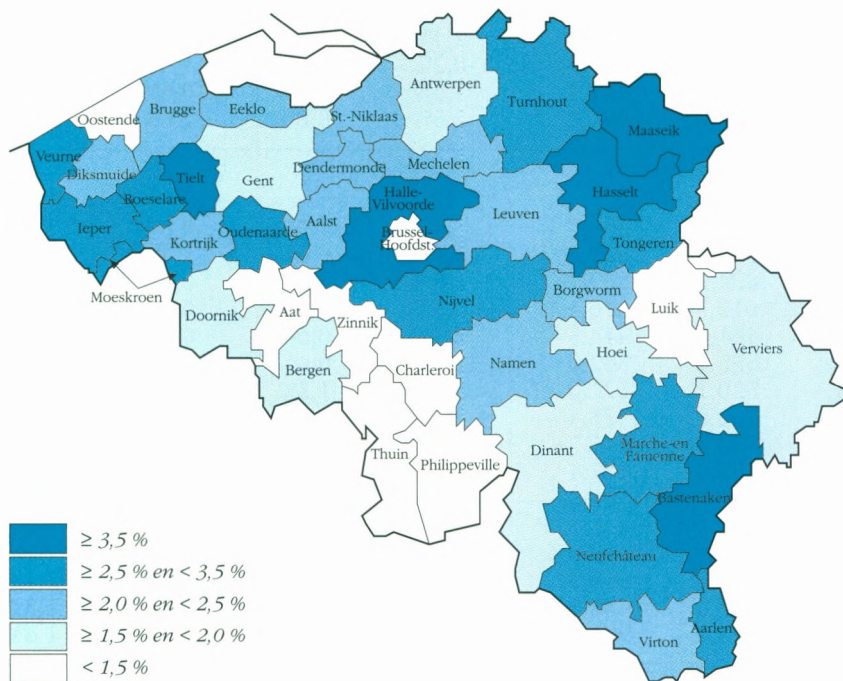 Antwerpen
Turnhout
Brugge
Eeklo
St.-Niklaas
Oostende
Maaseik
Veurne
Diksmuide
Tielt
Gent
Dendermonde
Mechelen
Roeselare
Halle-
Vilvoorde
Leuven
Hasselt
Ieper
Kortrijk
Oudenaarde
Aalst
Brussel-
Hoofdst.
Tongeren
Moeskroen
Doornik
Aat
Zinnik
Nijvel
Borgworm
Luik
Verviers
Bergen
Charleroi
Namen
Hoei
Thuin
Philippeville
Dinant
Marche-en
Famenne
Bastenaken
Neufchâteau
Virton
Aarlen
≥ 3,5 %
≥ 2,5 % en < 3,5 %
≥ 2,0 % en < 2,5 %
≥ 1,5 % en < 2,0 %
< 1,5 %